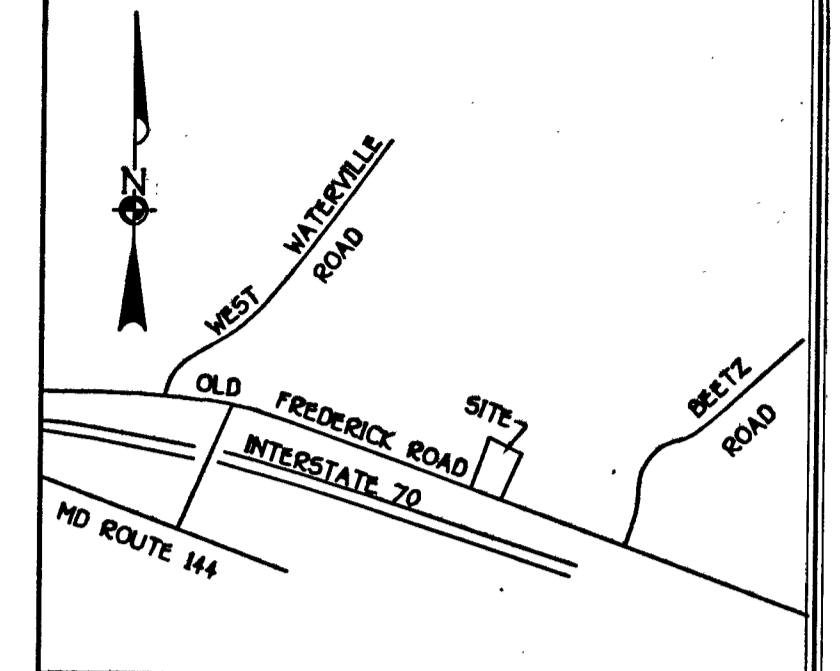 N
WEST WATERVILLE
ROAD
OLD FREDERICK ROAD
SITE
BEETZ
ROAD
INTERSTATE 70
MD ROUTE 144